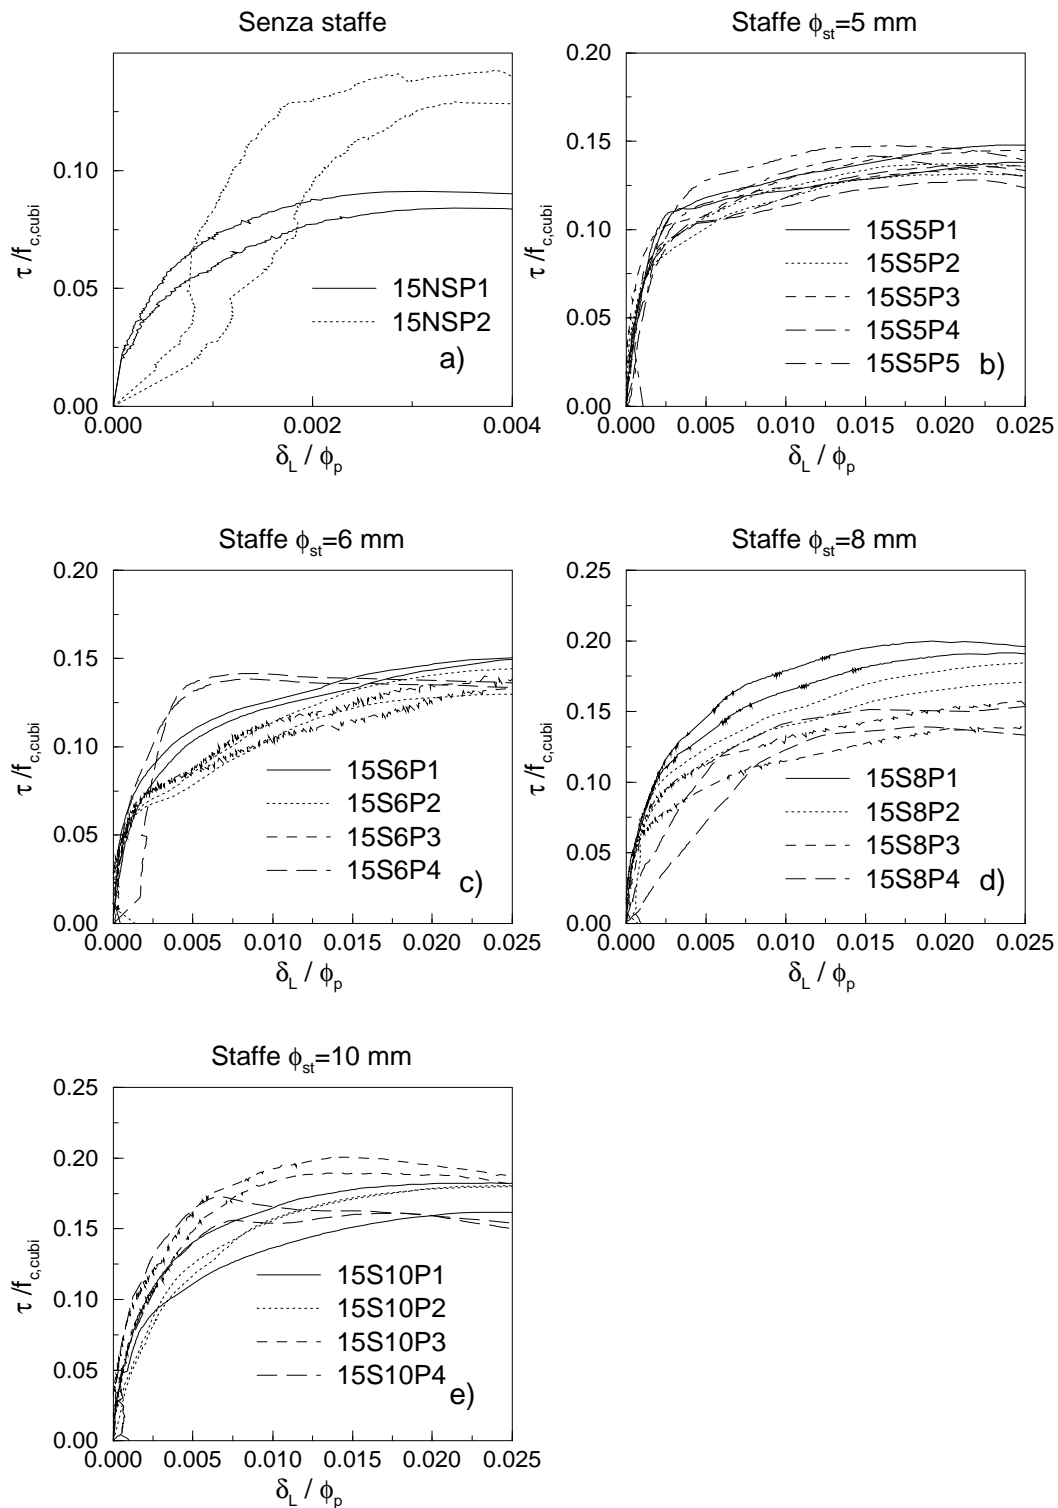 Senza staffe
τ /f_c,cubi
0.10
0.05
0.00
0.000
0.002
0.004
δ_L / ϕ_p
15NSP1
15NSP2
a)
Staffe ϕ_st=5 mm
τ /f_c,cubi
0.20
0.15
0.10
0.05
0.00
0.000 0.005 0.010 0.015 0.020 0.025
δ_L / ϕ_p
15S5P1
15S5P2
15S5P3
15S5P4
15S5P5
b)
Staffe ϕ_st=6 mm
τ /f_c,cubi
0.20
0.15
0.10
0.05
0.00
0.000 0.005 0.010 0.015 0.020 0.025
δ_L / ϕ_p
15S6P1
15S6P2
15S6P3
15S6P4
c)
Staffe ϕ_st=8 mm
τ /f_c,cubi
0.25
0.20
0.15
0.10
0.05
0.00
0.000 0.005 0.010 0.015 0.020 0.025
δ_L / ϕ_p
15S8P1
15S8P2
15S8P3
15S8P4
d)
Staffe ϕ_st=10 mm
τ /f_c,cubi
0.25
0.20
0.15
0.10
0.05
0.00
0.000 0.005 0.010 0.015 0.020 0.025
δ_L / ϕ_p
15S10P1
15S10P2
15S10P3
15S10P4
e)